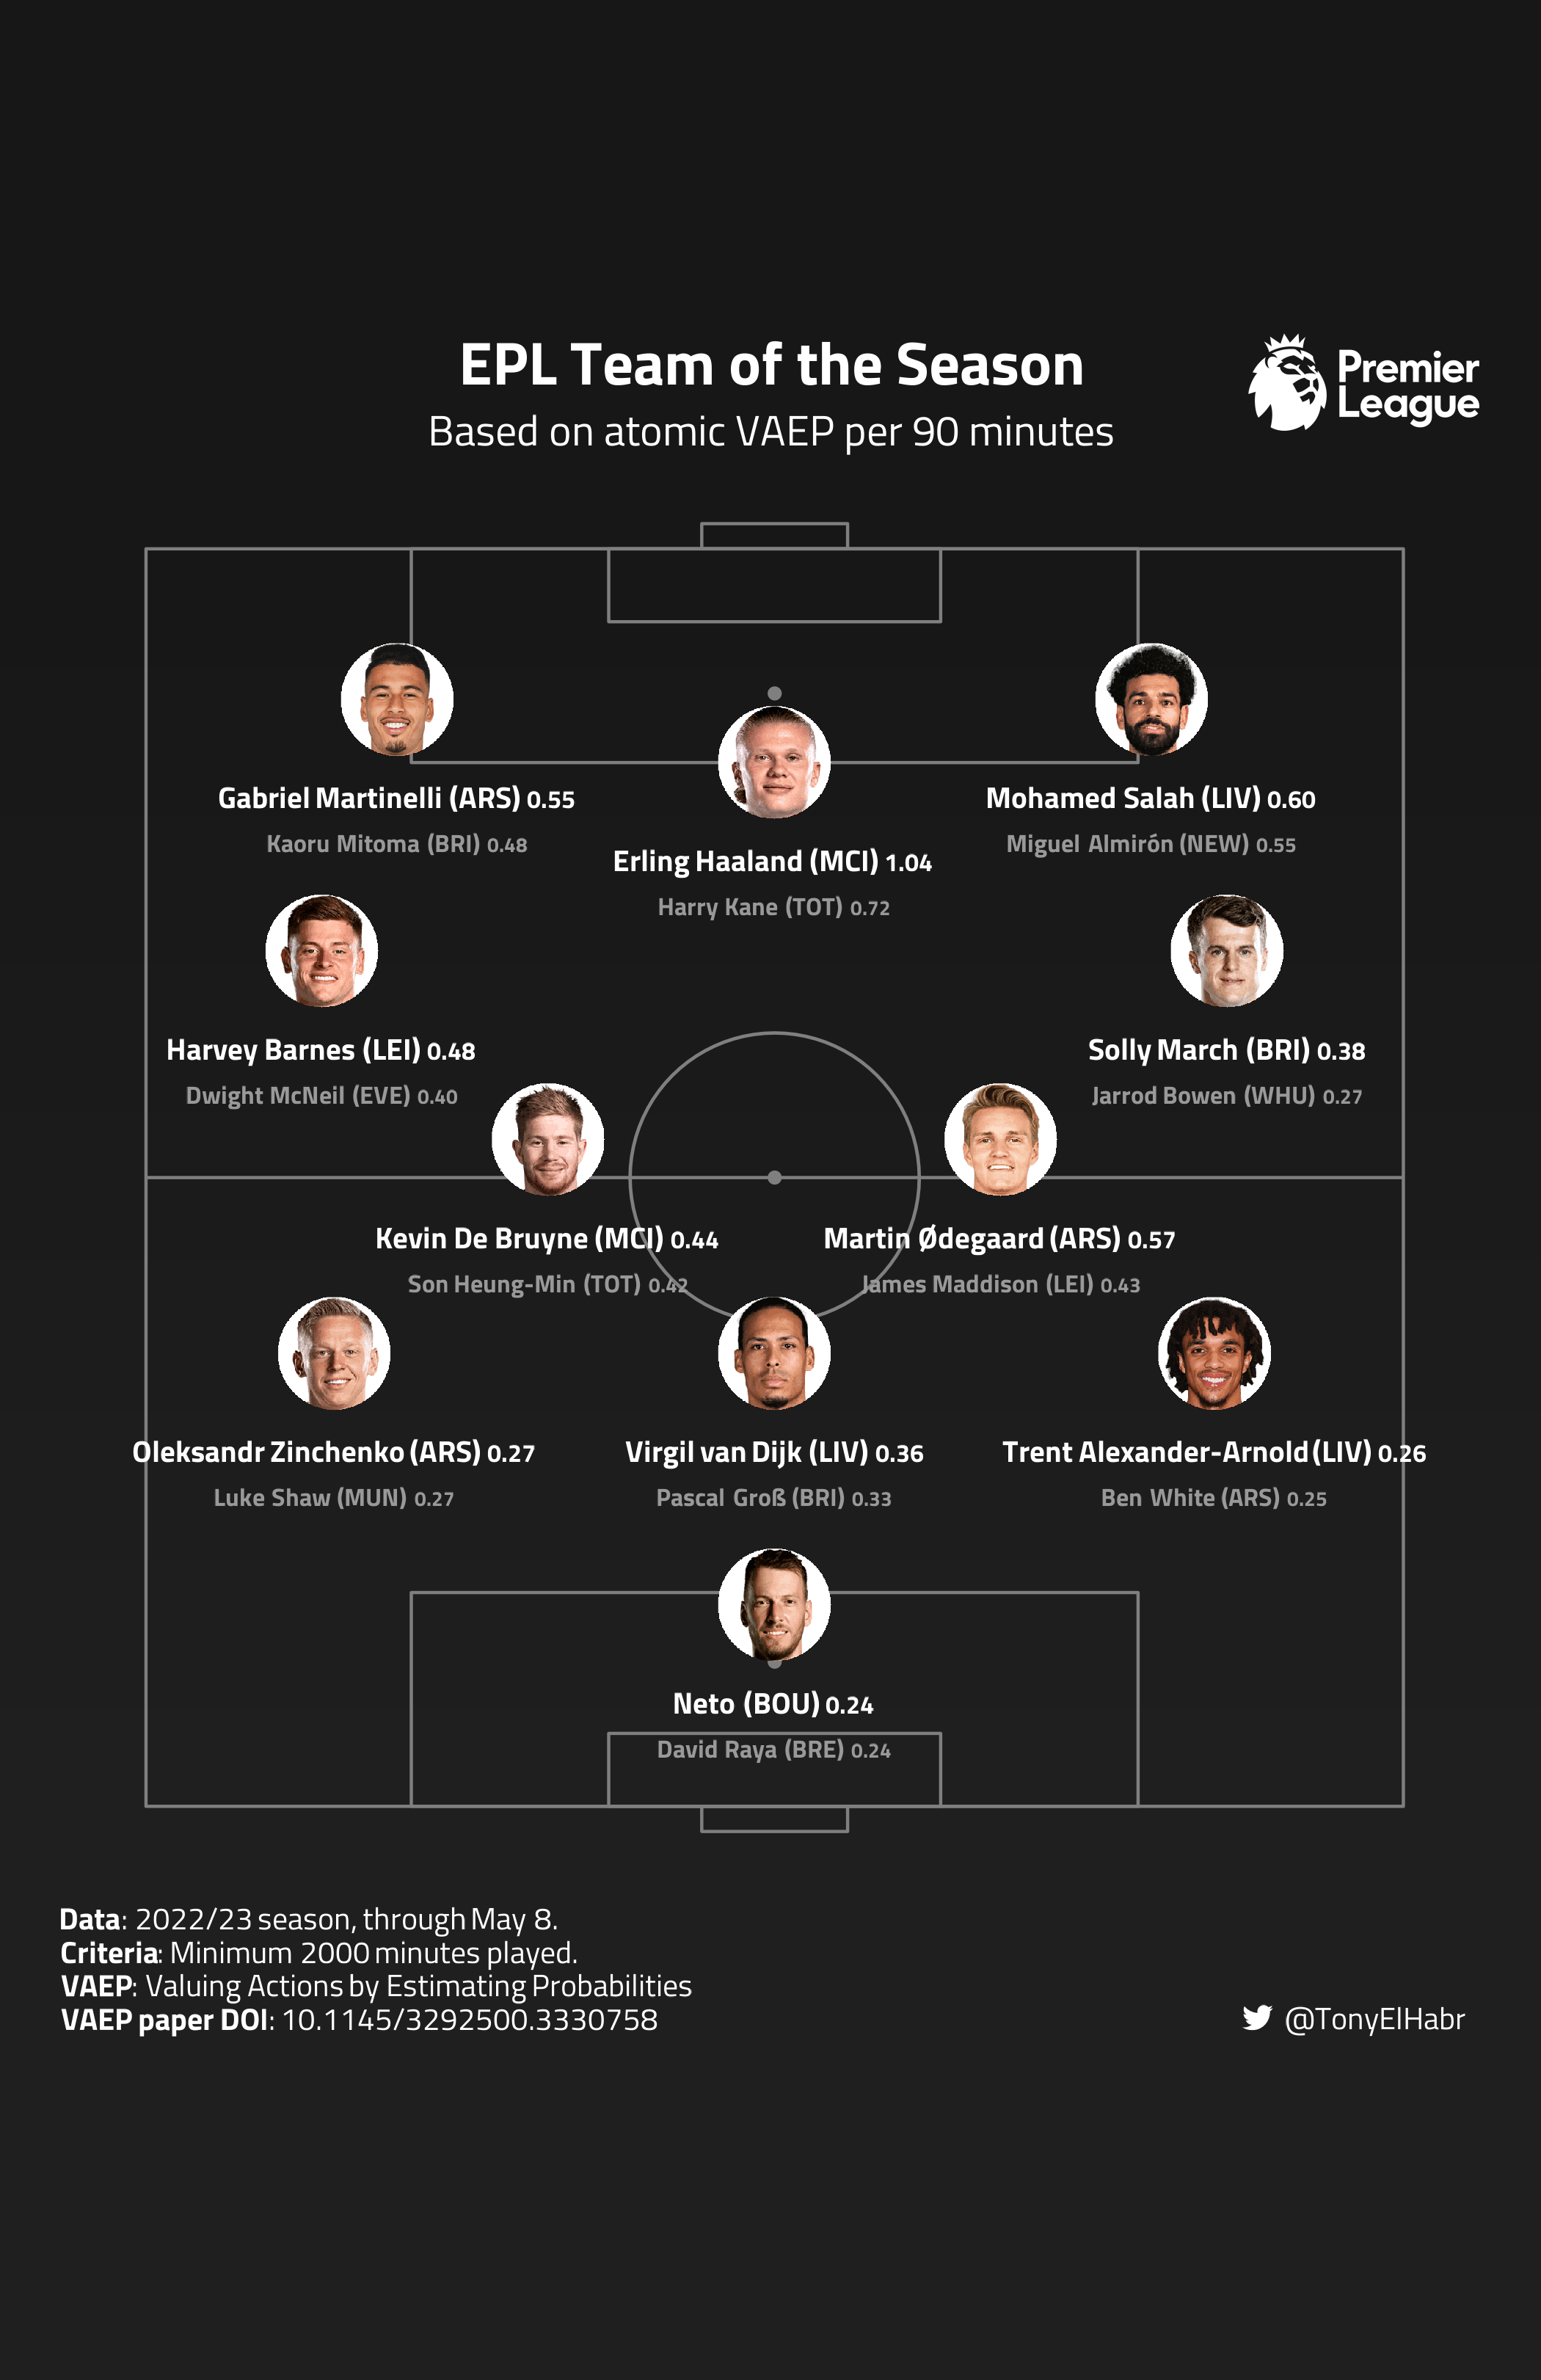 EPL Team of the Season
Based on atomic VAEP per 90 minutes
Premier
League
Gabriel Martinelli (ARS) 0.55
Kaoru Mitoma (BRI) 0.48
Erling Haaland (MCI) 1.04
Harry Kane (TOT) 0.72
Mohamed Salah (LIV) 0.60
Miguel Almirón (NEW) 0.55
Harvey Barnes (LEI) 0.48
Dwight McNeil (EVE) 0.40
Solly March (BRI) 0.38
Jarrod Bowen (WHU) 0.27
Kevin De Bruyne (MCI) 0.44
Son Heung-Min (TOT) 0.42
Martin Ødegaard (ARS) 0.57
James Maddison (LEI) 0.43
Oleksandr Zinchenko (ARS) 0.27
Luke Shaw (MUN) 0.27
Virgil van Dijk (LIV) 0.36
Pascal Groß (BRI) 0.33
Trent Alexander-Arnold (LIV) 0.26
Ben White (ARS) 0.25
Neto (BOU) 0.24
David Raya (BRE) 0.24
Data: 2022/23 season, through May 8.
Criteria: Minimum 2000 minutes played.
VAEP: Valuing Actions by Estimating Probabilities
VAEP paper DOI: 10.1145/3292500.3330758
@TonyElHabr